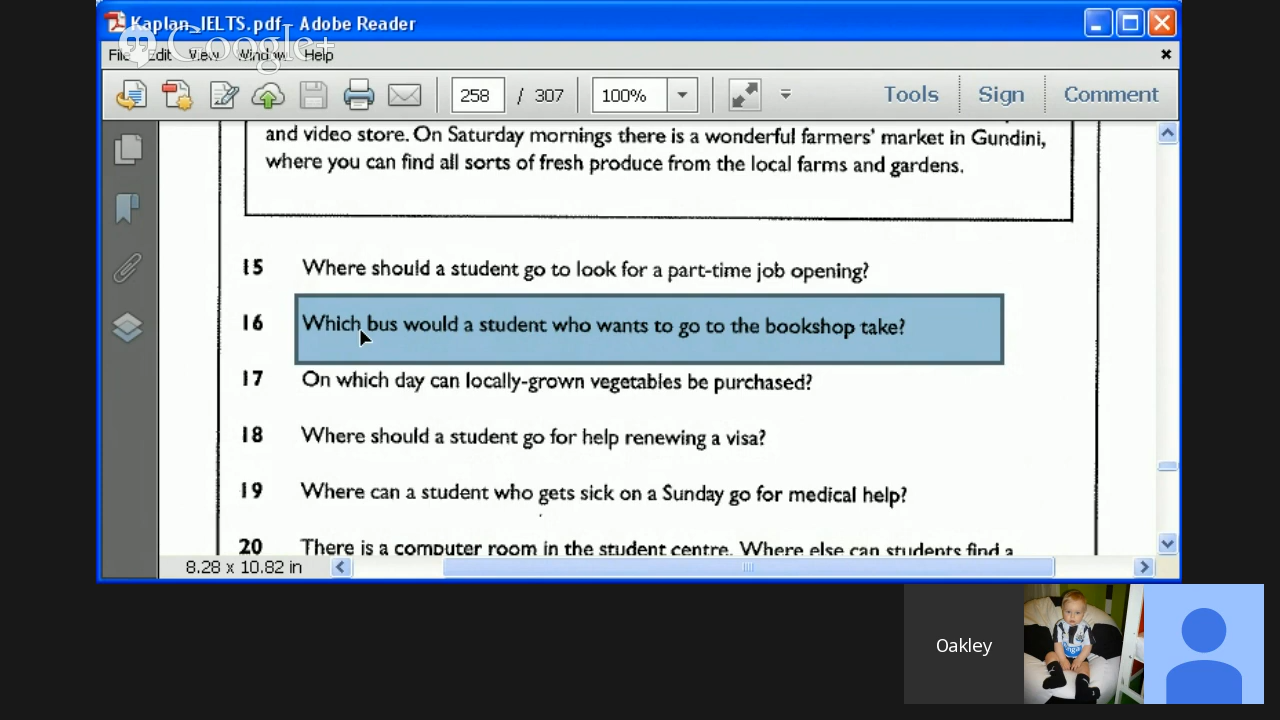 Kaplan_IELTS.pdf - Adobe Reader
Google+
File Edit View Window Help
258 / 307 100% Tools Sign Comment
and video store. On Saturday mornings there is a wonderful farmers' market in Gundini,
where you can find all sorts of fresh produce from the local farms and gardens.
15 Where should a student go to look for a part-time job opening?
16 Which bus would a student who wants to go to the bookshop take?
17 On which day can locally-grown vegetables be purchased?
18 Where should a student go for help renewing a visa?
19 Where can a student who gets sick on a Sunday go for medical help?
20 There is a computer room in the student centre. Where else can students find a
8.28 x 10.82 in
Oakley